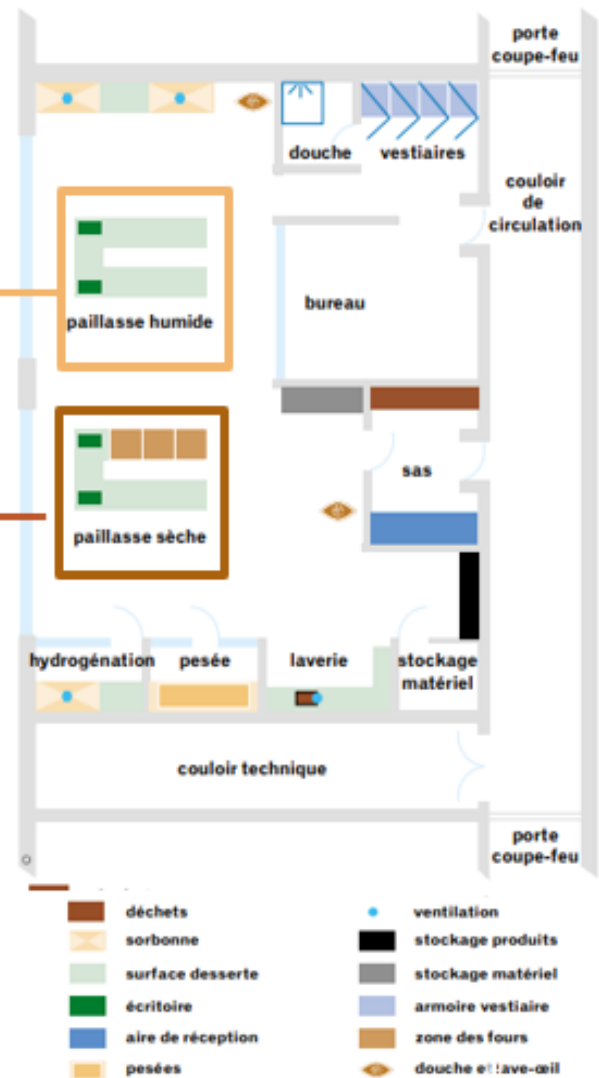 porte
coupe-feu
douche
vestiaires
couloir
de
circulation
paillasse humide
bureau
sas
paillasse sèche
hydrogénation
pesée
laverie
stockage
matériel
couloir technique
porte
coupe-feu
déchets
ventilation
sorbonne
stockage produits
surface desserte
stockage matériel
écritoire
armoire vestiaire
aire de réception
zone des fours
pesées
douche et lave-œil